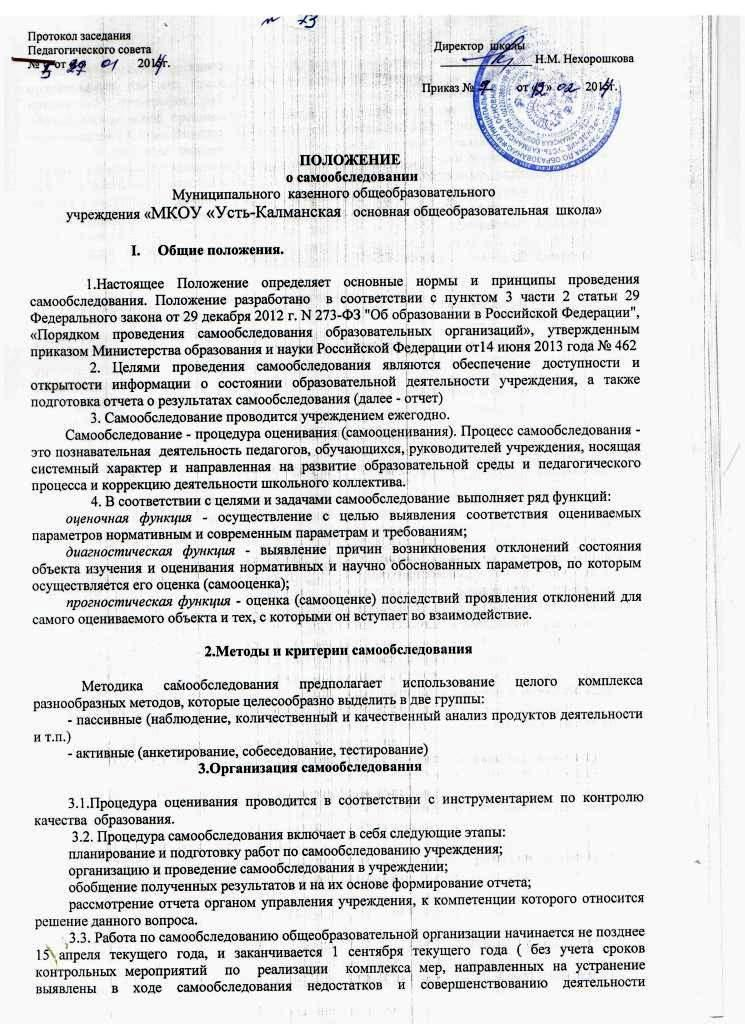 n 73
Протокол заседания
Педагогического совета
№ 3 от 27 01 2014г.
Директор школы
Н.М. Нехорошкова
Приказ № от «12» 02 2014г.
ПОЛОЖЕНИЕ
о самообследовании
Муниципального казенного общеобразовательного
учреждения «МКОУ «Усть-Калманская основная общеобразовательная школа»
I. Общие положения.
1.Настоящее Положение определяет основные нормы и принципы проведения
самообследования. Положение разработано в соответствии с пунктом 3 части 2 статьи 29
Федерального закона от 29 декабря 2012 г. N 273-ФЗ "Об образовании в Российской Федерации",
«Порядком проведения самообследования образовательных организаций», утвержденным
приказом Министерства образования и науки Российской Федерации от14 июня 2013 года № 462
2. Целями проведения самообследования являются обеспечение доступности и
открытости информации о состоянии образовательной деятельности учреждения, а также
подготовка отчета о результатах самообследования (далее - отчет)
3. Самообследование проводится учреждением ежегодно.
Самообследование - процедура оценивания (самооценивания). Процесс самообследования -
это познавательная деятельность педагогов, обучающихся, руководителей учреждения, носящая
системный характер и направленная на развитие образовательной среды и педагогического
процесса и коррекцию деятельности школьного коллектива.
4. В соответствии с целями и задачами самообследование выполняет ряд функций:
оценочная функция - осуществление с целью выявления соответствия оцениваемых
параметров нормативным и современным параметрам и требованиям;
диагностическая функция - выявление причин возникновения отклонений состояния
объекта изучения и оценивания нормативных и научно обоснованных параметров, по которым
осуществляется его оценка (самооценка);
прогностическая функция - оценка (самооценке) последствий проявления отклонений для
самого оцениваемого объекта и тех, с которыми он вступает во взаимодействие.
2.Методы и критерии самообследования
Методика самообследования предполагает использование целого комплекса
разнообразных методов, которые целесообразно выделить в две группы:
- пассивные (наблюдение, количественный и качественный анализ продуктов деятельности
и т.п.)
- активные (анкетирование, собеседование, тестирование)
3.Организация самообследования
3.1.Процедура оценивания проводится в соответствии с инструментарием по контролю
качества образования.
3.2. Процедура самообследования включает в себя следующие этапы:
планирование и подготовку работ по самообследованию учреждения;
организацию и проведение самообследования в учреждении;
обобщение полученных результатов и на их основе формирование отчета;
рассмотрение отчета органом управления учреждения, к компетенции которого относится
решение данного вопроса.
3.3. Работа по самообследованию общеобразовательной организации начинается не позднее
15 апреля текущего года, и заканчивается 1 сентября текущего года ( без учета сроков
контрольных мероприятий по реализации комплекса мер, направленных на устранение
выявлены в ходе самообследования недостатков и совершенствованию деятельности